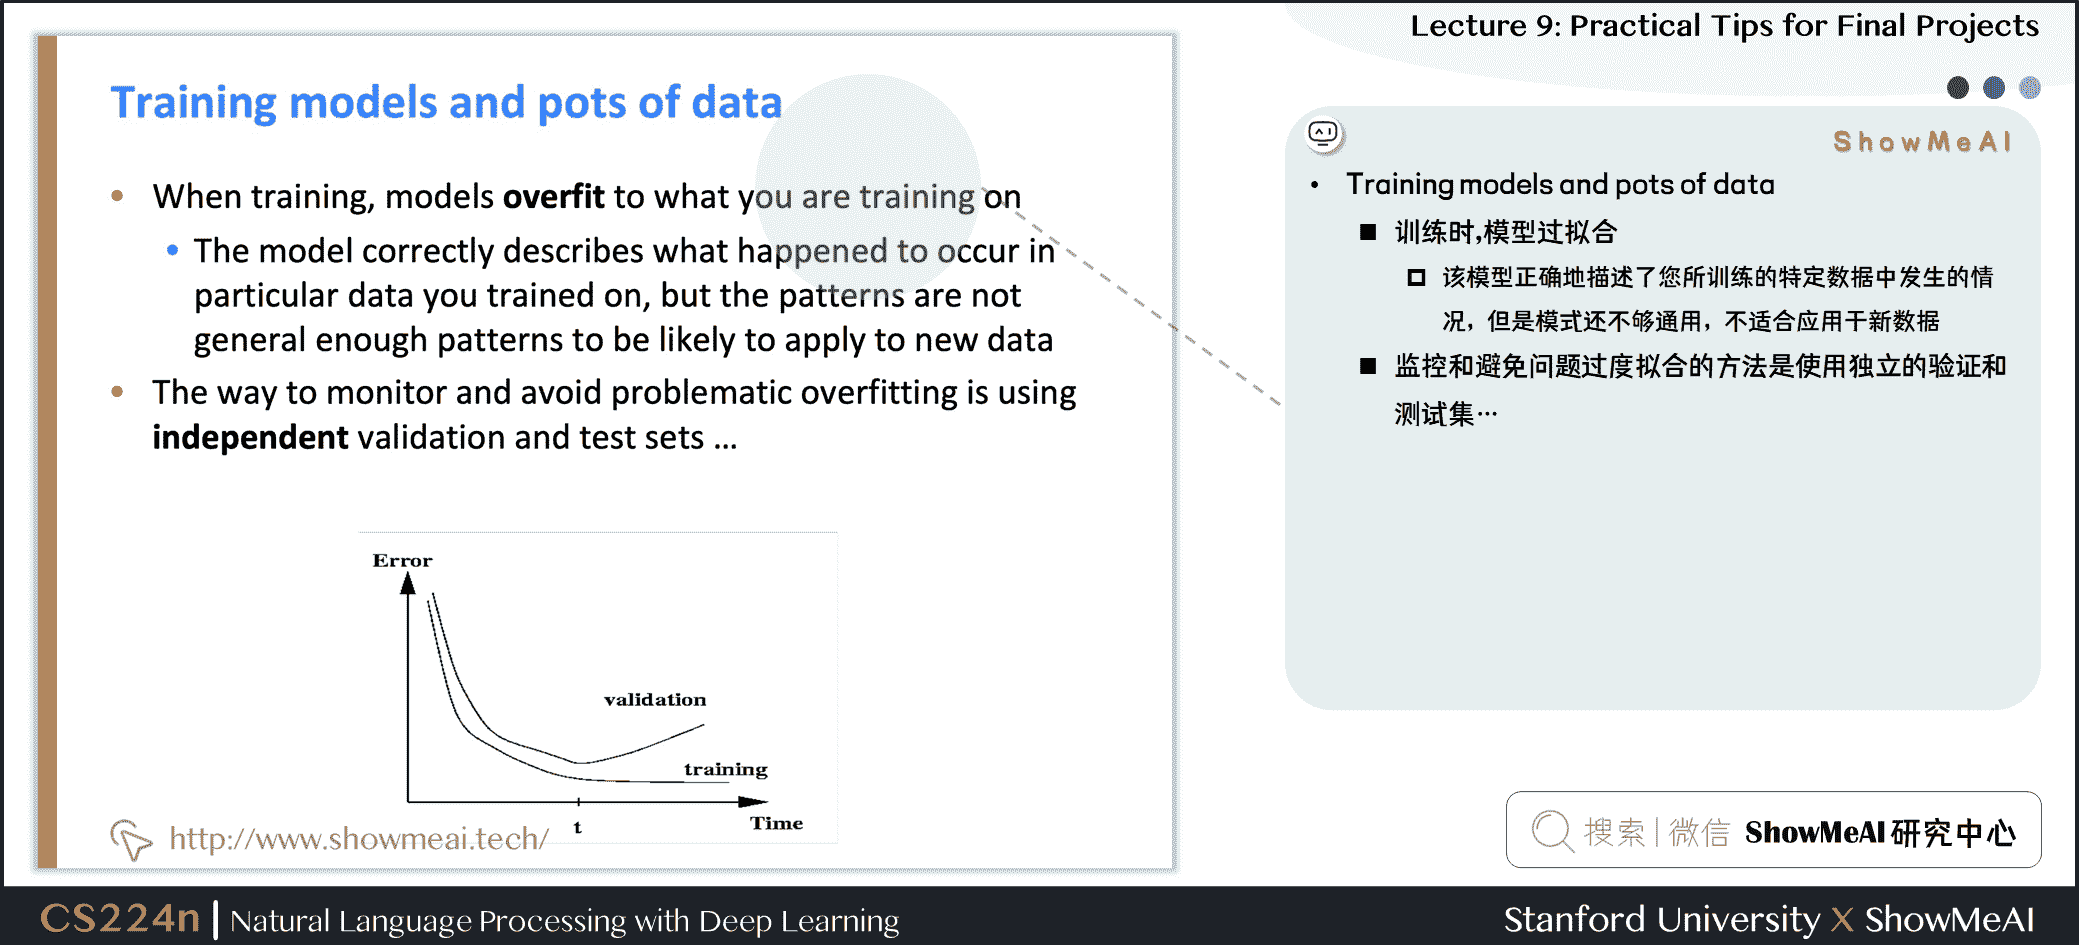 Lecture 9: Practical Tips for Final Projects
Training models and pots of data
• When training, models overfit to what you are training on
• The model correctly describes what happened to occur in
particular data you trained on, but the patterns are not
general enough patterns to be likely to apply to new data
• The way to monitor and avoid problematic overfitting is using
independent validation and test sets ...
Error
validation
training
t
Time
http://www.showmeai.tech/
ShowMeAI
• Training models and pots of data
■ 训练时,模型过拟合
该模型正确地描述了您所训练的特定数据中发生的情
况，但是模式还不够通用，不适合应用于新数据
■ 监控和避免问题过度拟合的方法是使用独立的验证和
测试集…
搜索|微信 ShowMeAI研究中心
CS224n | Natural Language Processing with Deep Learning
Stanford University X ShowMeAI